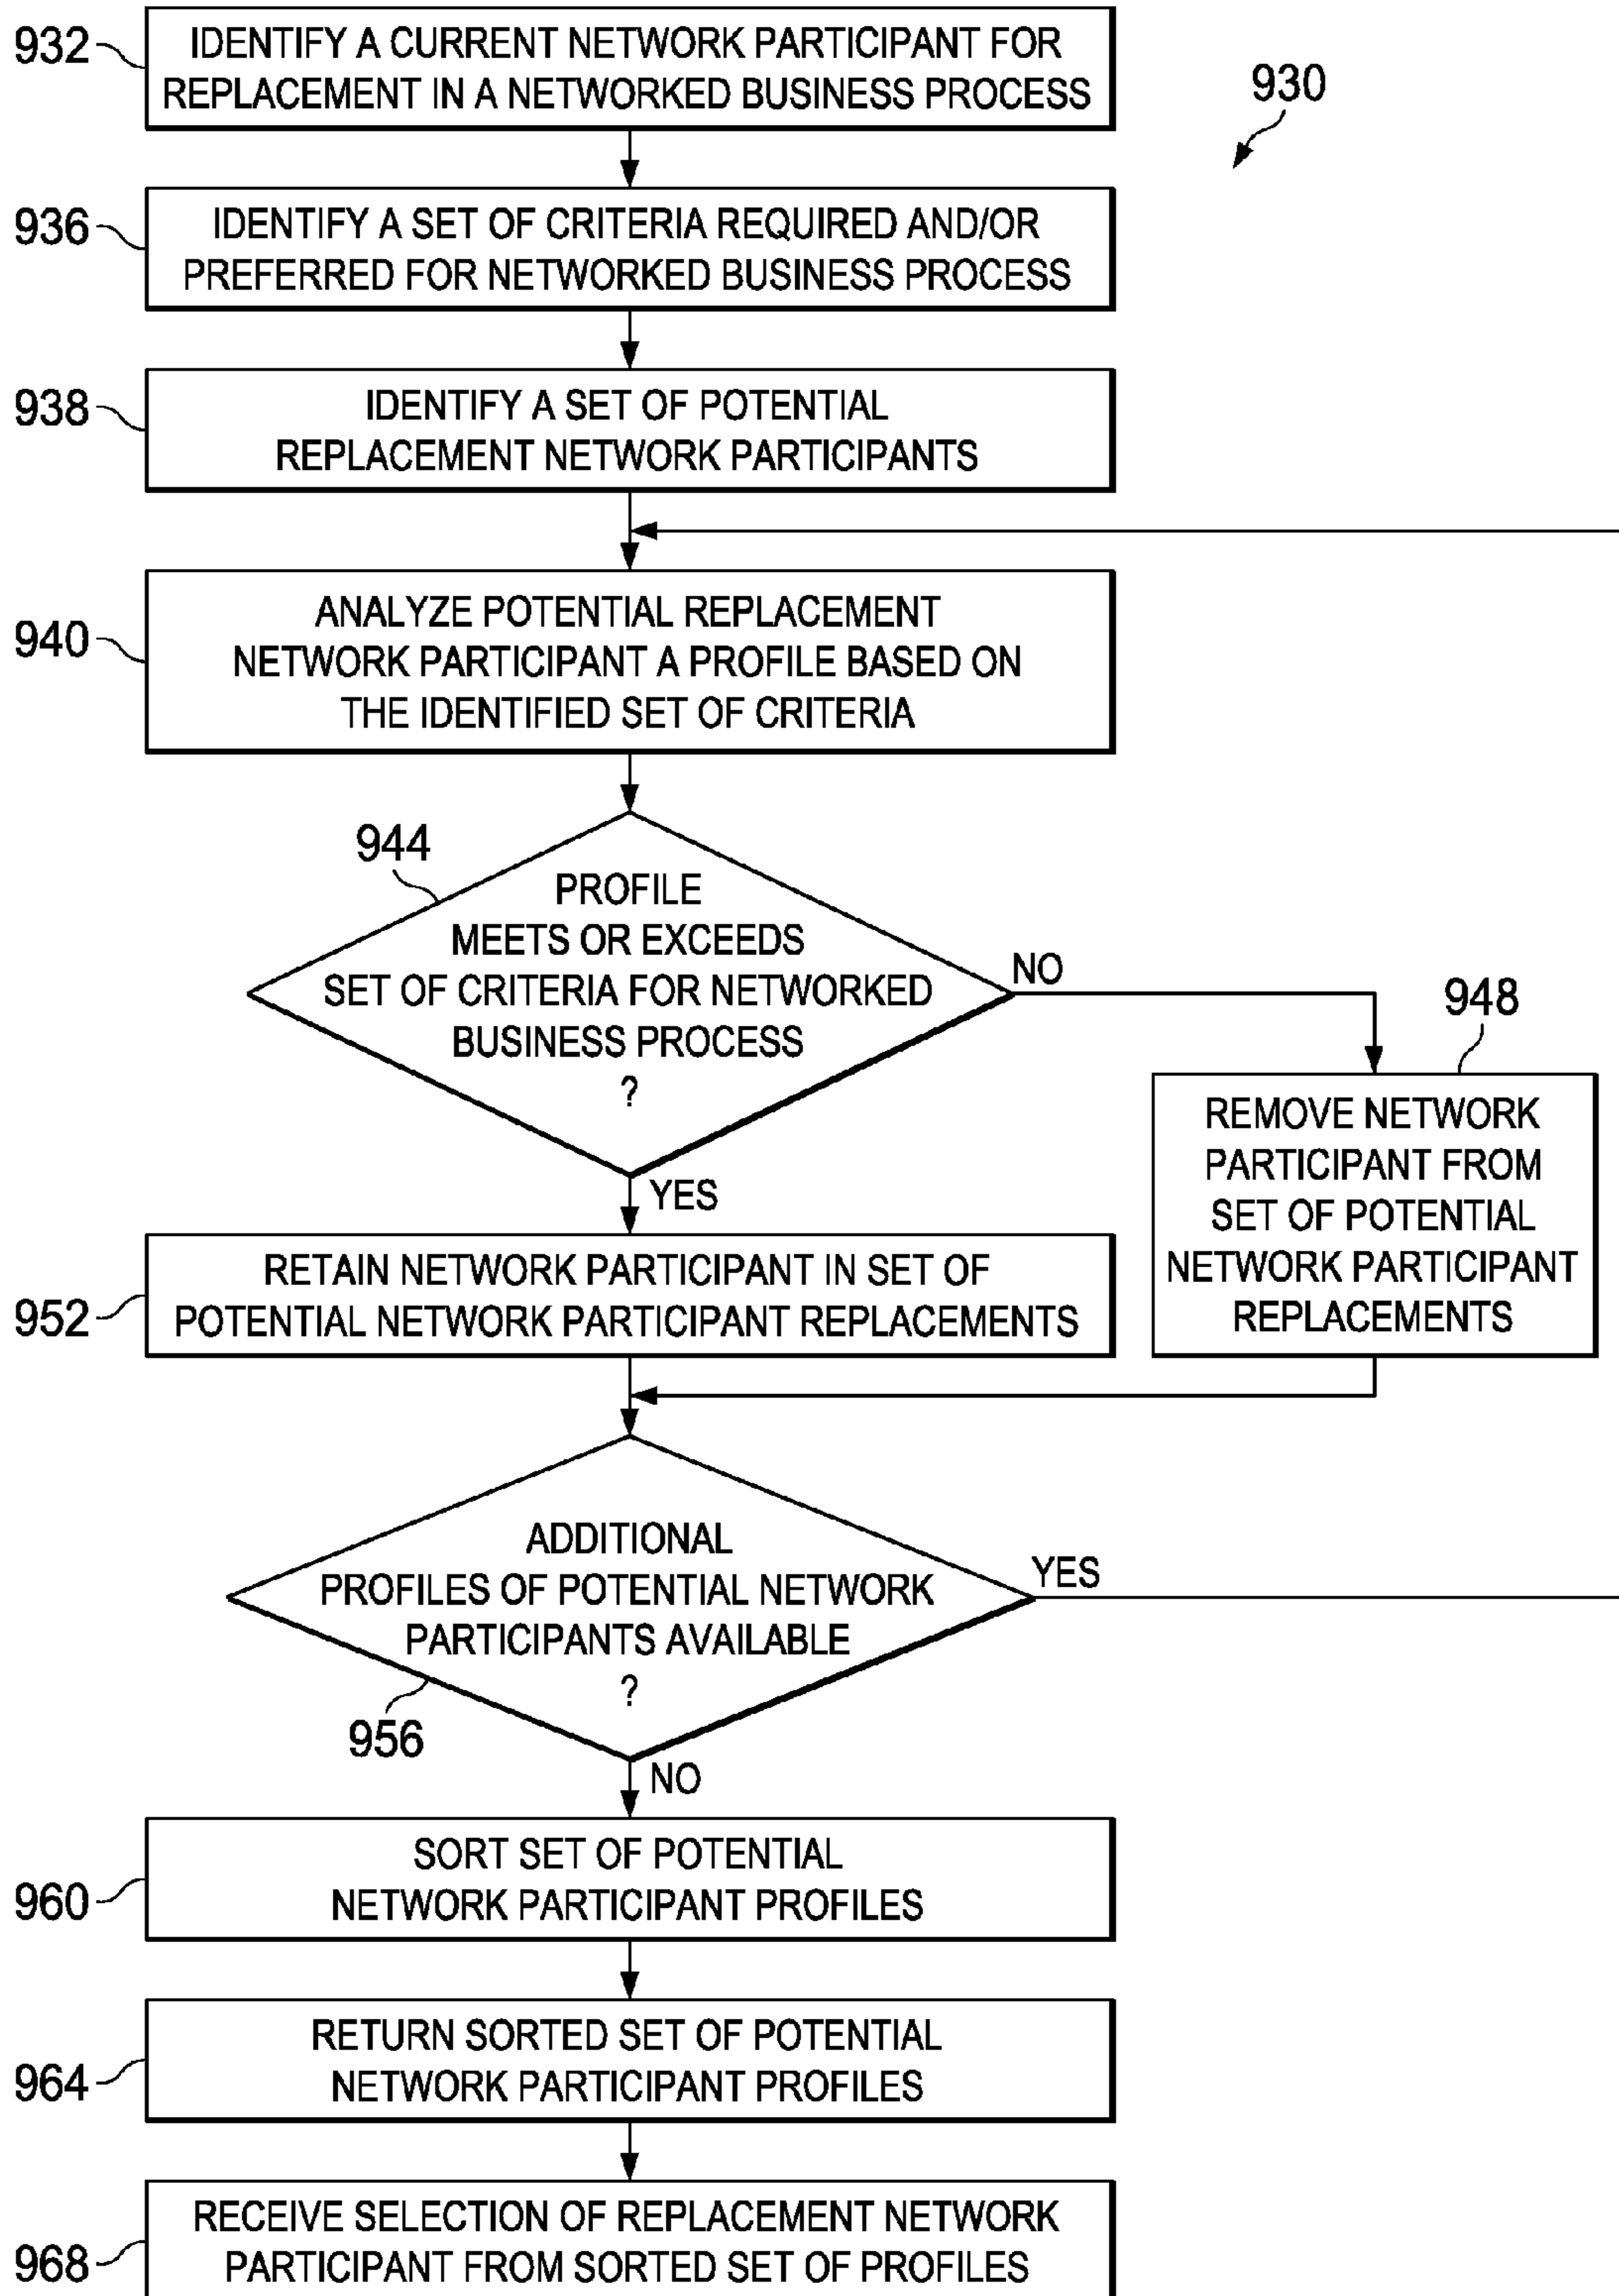 932
IDENTIFY A CURRENT NETWORK PARTICIPANT FOR
REPLACEMENT IN A NETWORKED BUSINESS PROCESS
930
936
IDENTIFY A SET OF CRITERIA REQUIRED AND/OR
PREFERRED FOR NETWORKED BUSINESS PROCESS
938
IDENTIFY A SET OF POTENTIAL
REPLACEMENT NETWORK PARTICIPANTS
940
ANALYZE POTENTIAL REPLACEMENT
NETWORK PARTICIPANT A PROFILE BASED ON
THE IDENTIFIED SET OF CRITERIA
944
PROFILE
MEETS OR EXCEEDS
SET OF CRITERIA FOR NETWORKED
BUSINESS PROCESS
?
NO
948
REMOVE NETWORK
PARTICIPANT FROM
SET OF POTENTIAL
NETWORK PARTICIPANT
REPLACEMENTS
YES
952
RETAIN NETWORK PARTICIPANT IN SET OF
POTENTIAL NETWORK PARTICIPANT REPLACEMENTS
ADDITIONAL
PROFILES OF POTENTIAL NETWORK
PARTICIPANTS AVAILABLE
?
YES
956
NO
960
SORT SET OF POTENTIAL
NETWORK PARTICIPANT PROFILES
964
RETURN SORTED SET OF POTENTIAL
NETWORK PARTICIPANT PROFILES
968
RECEIVE SELECTION OF REPLACEMENT NETWORK
PARTICIPANT FROM SORTED SET OF PROFILES